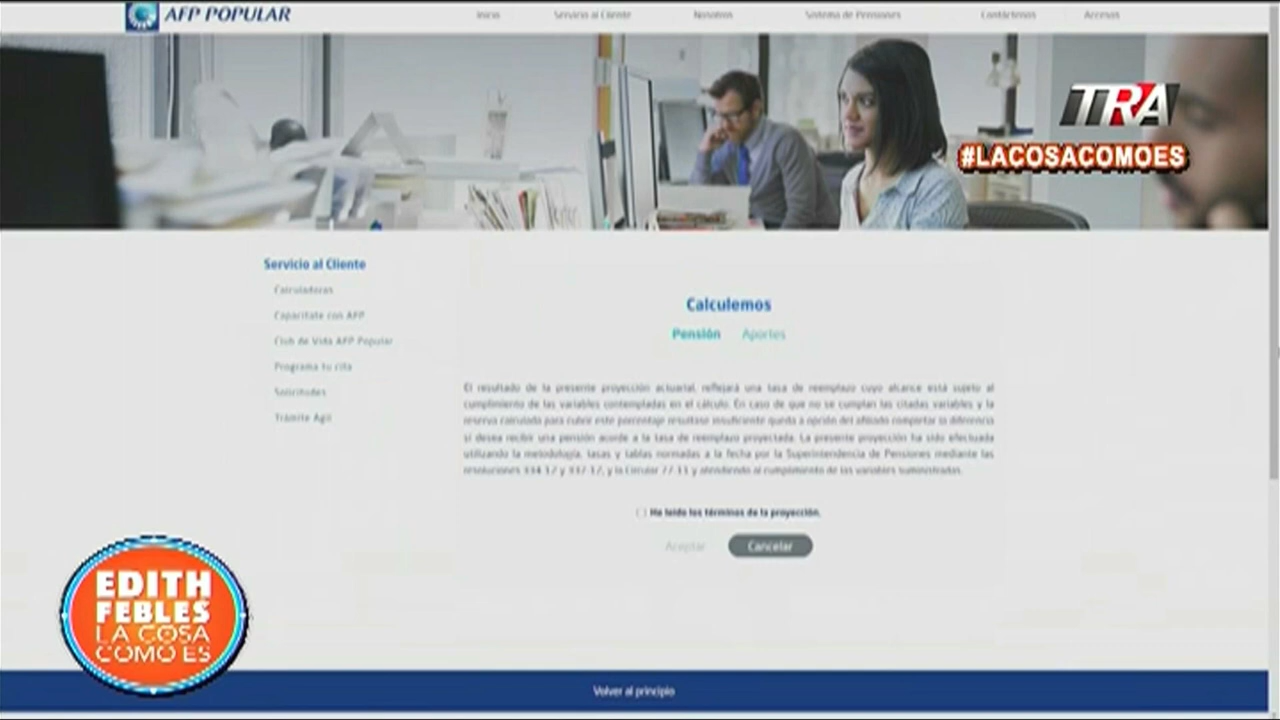 AFP POPULAR
Inicio Servicio al Cliente Nosotros Sistema de Pensiones Contáctenos Accesos
TRA
#LACOSACOMOES
Servicio al Cliente
Calculadoras
Capacítate con AFP
Club de Vida AFP Popular
Programa tu cita
Solicitudes
Trámite Ágil
Calculemos
Pensión Aportes
El resultado de la presente proyección actuarial, reflejará una tasa de reemplazo cuyo alcance está sujeto al
cumplimiento de las variables contempladas en el cálculo. En caso de que no se cumplan las citadas variables y la
reserva calculada para cubrir este porcentaje resultase insuficiente queda a opción del afiliado completar la diferencia
si desea recibir una pensión acorde a la tasa de reemplazo proyectada. La presente proyección ha sido efectuada
utilizando la metodología, tasas y tablas normadas a la fecha por la Superintendencia de Pensiones mediante las
resoluciones y la Circular y atendiendo al cumplimiento de las variables suministradas.
He leído los términos de la proyección.
Aceptar Cancelar
EDITH
FEBLES
LA COSA
COMO ES
Volver al principio